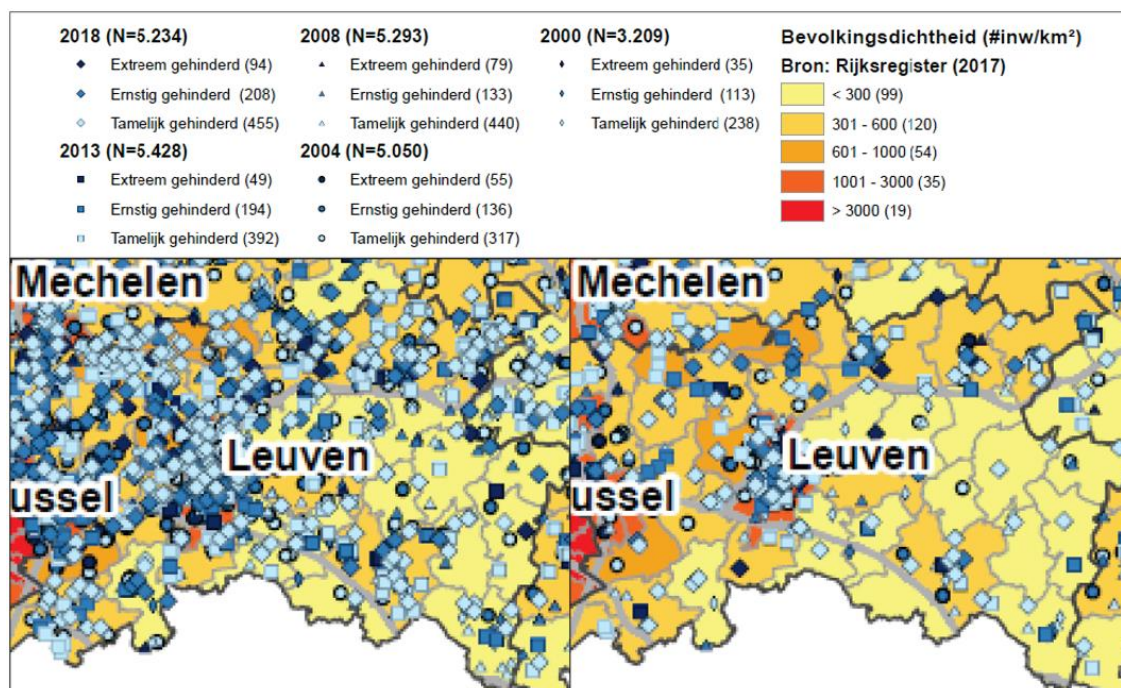 2018 (N=5.234)
Extreem gehinderd (94)
Ernstig gehinderd (208)
Tamelijk gehinderd (455)
2013 (N=5.428)
Extreem gehinderd (49)
Ernstig gehinderd (194)
Tamelijk gehinderd (392)
2008 (N=5.293)
Extreem gehinderd (79)
Ernstig gehinderd (133)
Tamelijk gehinderd (440)
2004 (N=5.050)
Extreem gehinderd (55)
Ernstig gehinderd (136)
Tamelijk gehinderd (317)
2000 (N=3.209)
Extreem gehinderd (35)
Ernstig gehinderd (113)
Tamelijk gehinderd (238)
Bevolkingsdichtheid (#inw/km²)
Bron: Rijksregister (2017)
< 300 (99)
301 - 600 (120)
601 - 1000 (54)
1001 - 3000 (35)
> 3000 (19)
Mechelen
Leuven
ussel
Mechelen
Leuven
ussel